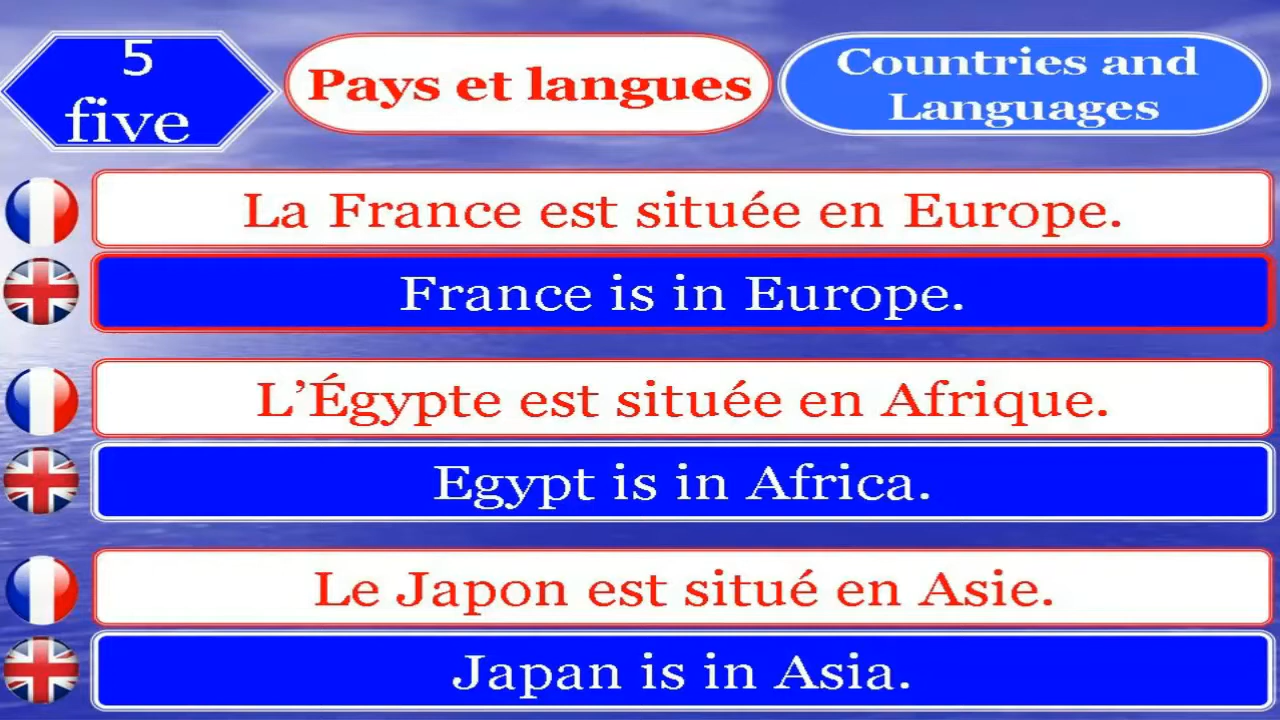 5
five
Pays et langues
Countries and
Languages
La France est située en Europe.
France is in Europe.
L’Égypte est située en Afrique.
Egypt is in Africa.
Le Japon est situé en Asie.
Japan is in Asia.